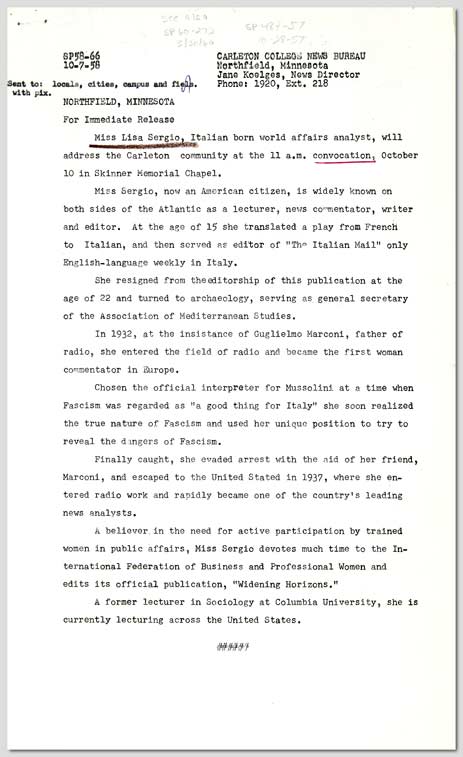 SP 60-272
5/20/60
SP 484-57
10-28-57
SP58-66
10-7-58
CARLETON COLLEGE NEWS BUREAU
Northfield, Minnesota
Jane Koelges, News Director
Phone: 1920, Ext. 218
Sent to: locals, cities, campus and file.
with pix.
NORTHFIELD, MINNESOTA
For Immediate Release
Miss Lisa Sergio, Italian born world affairs analyst, will
address the Carleton community at the 11 a.m. convocation, October
10 in Skinner Memorial Chapel.
Miss Sergio, now an American citizen, is widely known on
both sides of the Atlantic as a lecturer, news commentator, writer
and editor. At the age of 15 she translated a play from French
to Italian, and then served as editor of "The Italian Mail" only
English-language weekly in Italy.
She resigned from theeditorship of this publication at the
age of 22 and turned to archaeology, serving as general secretary
of the Association of Mediterranean Studies.
In 1932, at the insistance of Guglielmo Marconi, father of
radio, she entered the field of radio and became the first woman
commentator in Europe.
Chosen the official interpreter for Mussolini at a time when
Fascism was regarded as "a good thing for Italy" she soon realized
the true nature of Fascism and used her unique position to try to
reveal the dangers of Fascism.
Finally caught, she evaded arrest with the aid of her friend,
Marconi, and escaped to the United Stated in 1937, where she en-
tered radio work and rapidly became one of the country's leading
news analysts.
A believer in the need for active participation by trained
women in public affairs, Miss Sergio devotes much time to the In-
ternational Federation of Business and Professional Women and
edits its official publication, "Widening Horizons."
A former lecturer in Sociology at Columbia University, she is
currently lecturing across the United States.
######